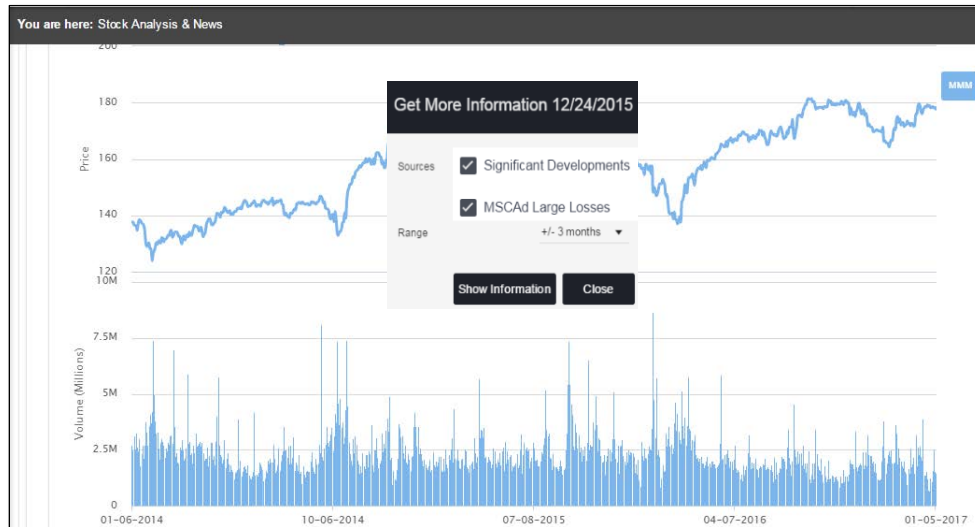 You are here: Stock Analysis & News
200
MMM
Get More Information 12/24/2015
180
Price
Sources
Significant Developments
160
MSCAd Large Losses
140
Range
+/- 3 months
120
10M
Show Information
Close
Volume (Millions)
7.5M
5M
2.5M
0
01-06-2014
10-06-2014
07-08-2015
04-07-2016
01-05-2017